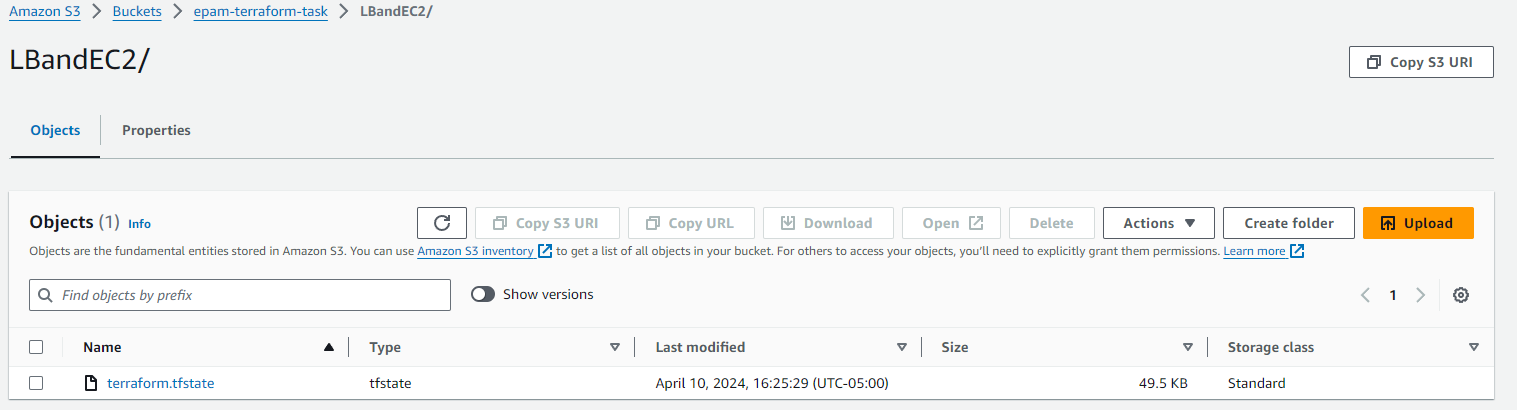 Amazon S3 > Buckets > epam-terraform-task > LBandEC2/
LBandEC2/
Copy S3 URI
Objects Properties
Objects (1) Info
Copy S3 URI Copy URL Download Open Delete Actions Create folder Upload
Objects are the fundamental entities stored in Amazon S3. You can use Amazon S3 inventory to get a list of all objects in your bucket. For others to access your objects, you'll need to explicitly grant them permissions. Learn more
Find objects by prefix Show versions 1
Name Type Last modified Size Storage class
terraform.tfstate tfstate April 10, 2024, 16:25:29 (UTC-05:00) 49.5 KB Standard